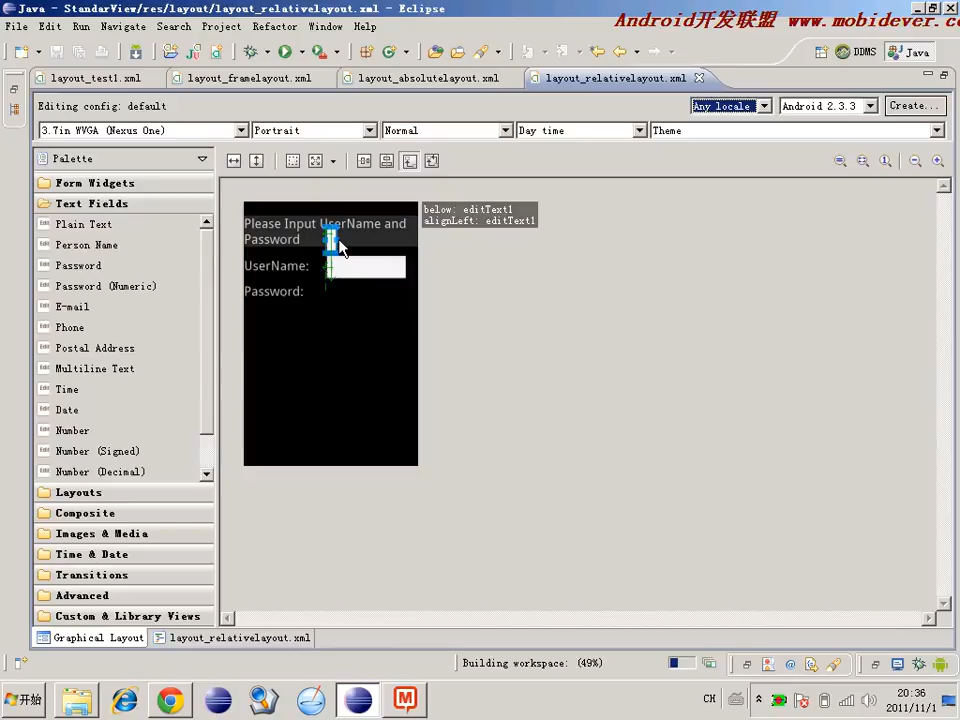 Java - StandarView/res/layout/layout_relativelayout.xml - Eclipse
Android开发联盟 www.mobidever.com
File Edit Run Navigate Search Project Refactor Window Help
DDMS Java
layout_test1.xml layout_framelayout.xml layout_absolutelayout.xml layout_relativelayout.xml
Editing config: default Any locale Android 2.3.3 Create...
3.7in WVGA (Nexus One) Portrait Normal Day time Theme
Palette
Form Widgets
Text Fields
Plain Text
Person Name
Password
Password (Numeric)
E-mail
Phone
Postal Address
Multiline Text
Time
Date
Number
Number (Signed)
Number (Decimal)
Layouts
Composite
Images & Media
Time & Date
Transitions
Advanced
Custom & Library Views
below: editText1
alignLeft: editText1
Please Input UserName and
Password
UserName:
Password:
Graphical Layout layout_relativelayout.xml
Building workspace: (49%)
开始
CH
20:36
2011/11/1